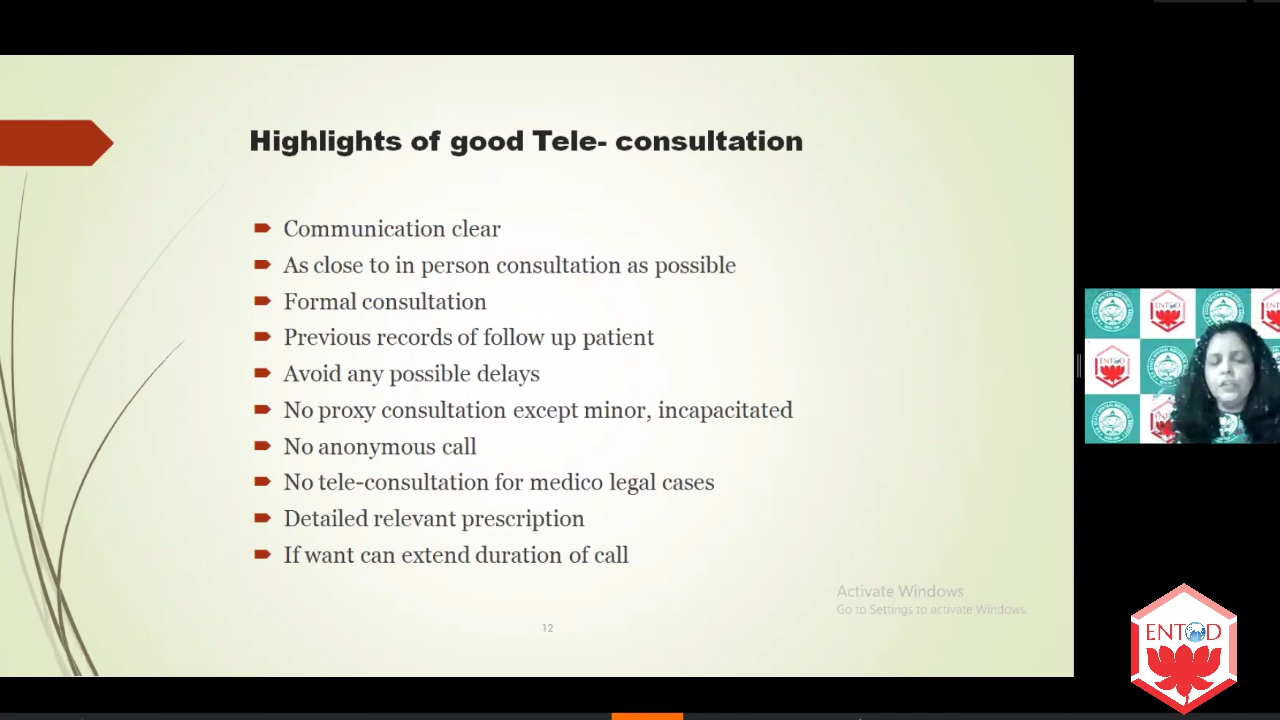 Highlights of good Tele- consultation
Communication clear
As close to in person consultation as possible
Formal consultation
Previous records of follow up patient
Avoid any possible delays
No proxy consultation except minor, incapacitated
No anonymous call
No tele-consultation for medico legal cases
Detailed relevant prescription
If want can extend duration of call
Activate Windows
Go to Settings to activate Windows.
12
ENTOD
ENTOD
ENTOD